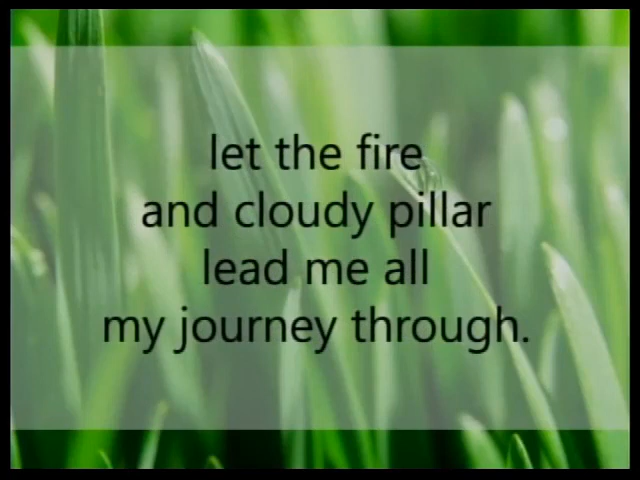 let the fire
and cloudy pillar
lead me all
my journey through.